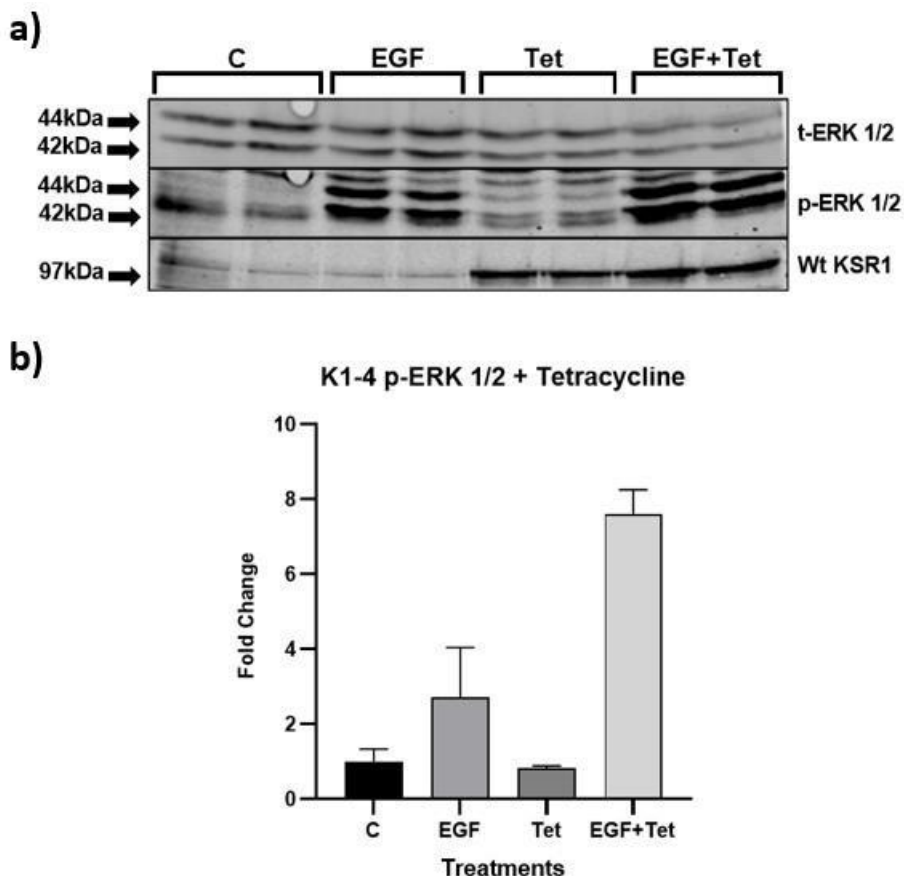 a)
C EGF Tet EGF+Tet
44kDa
42kDa
t-ERK 1/2
44kDa
42kDa
p-ERK 1/2
97kDa
Wt KSR1
b)
K1-4 p-ERK 1/2 + Tetracycline
10
8
6
4
2
0
Fold Change
C EGF Tet EGF+Tet
Treatments